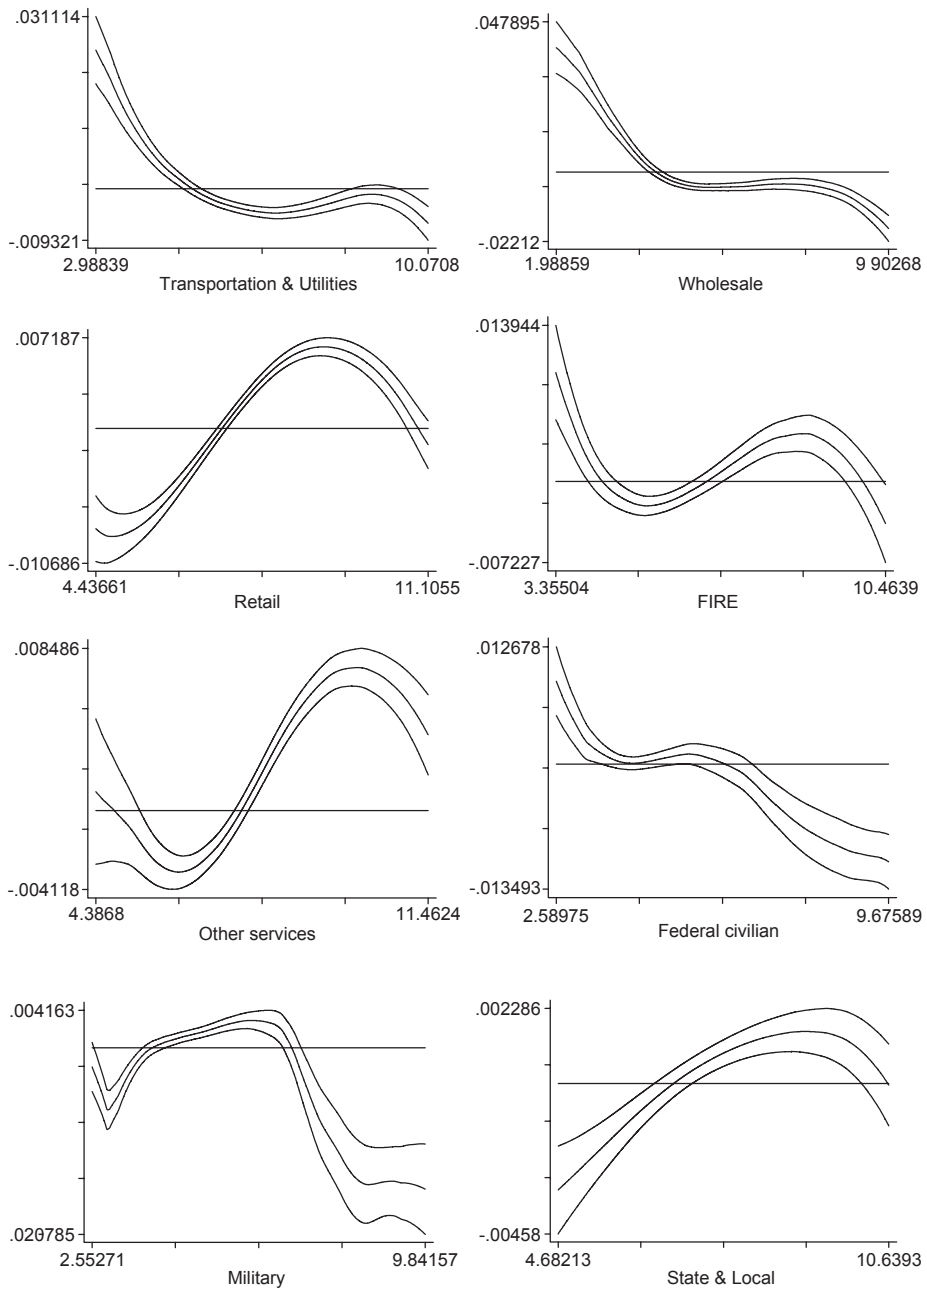 .031114
-.009321
2.98839 10.0708
Transportation & Utilities
.047895
-.02212
1.98859 9 90268
Wholesale
.007187
-.010686
4.43661 11.1055
Retail
.013944
-.007227
3.35504 10.4639
FIRE
.008486
-.004118
4.3868 11.4624
Other services
.012678
-.013493
2.58975 9.67589
Federal civilian
.004163
.020785
2.55271 9.84157
Military
.002286
-.00458
4.68213 10.6393
State & Local